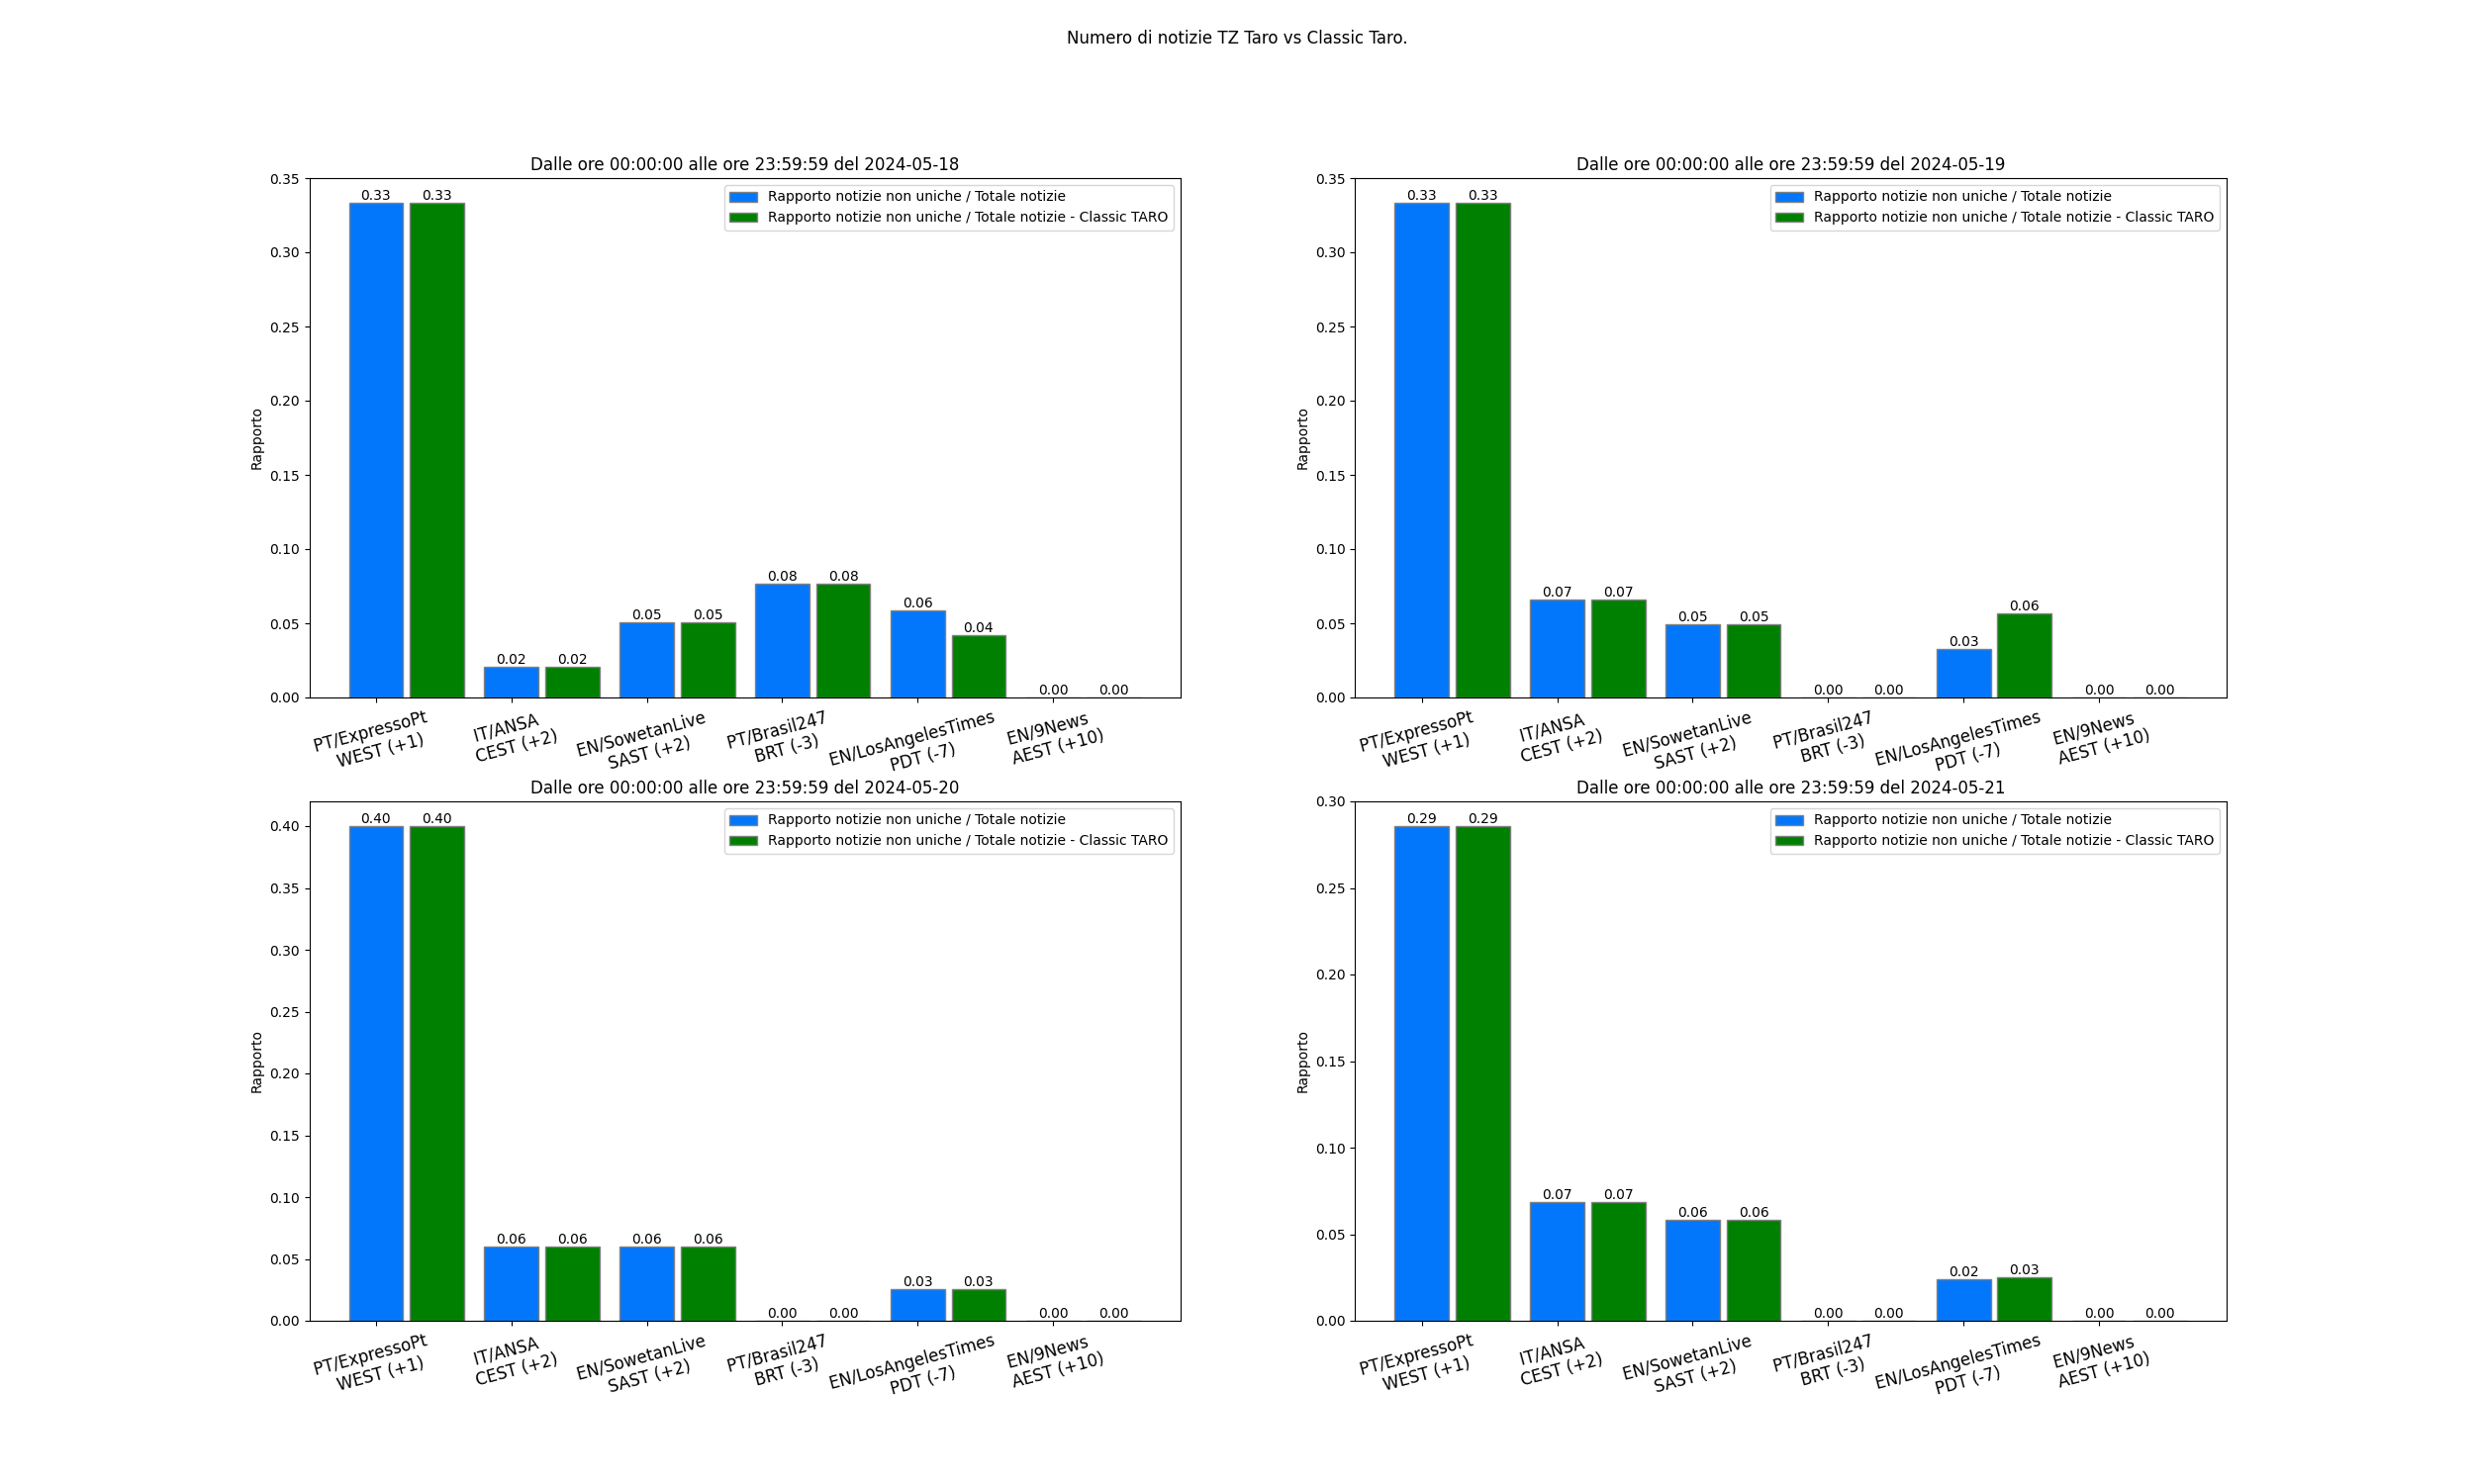 Numero di notizie TZ Taro vs Classic Taro.
Dalle ore 00:00:00 alle ore 23:59:59 del 2024-05-18
Rapporto
0.35
0.30
0.25
0.20
0.15
0.10
0.05
0.00
Rapporto notizie non uniche / Totale notizie
Rapporto notizie non uniche / Totale notizie - Classic TARO
0.33 0.33
0.02 0.02
0.05 0.05
0.08 0.08
0.06 0.04
0.00 0.00
PT/ExpressoPt
WEST (+1)
IT/ANSA
CEST (+2)
EN/SowetanLive
SAST (+2)
PT/Brasil247
BRT (-3)
EN/LosAngelesTimes
PDT (-7)
EN/9News
AEST (+10)
Dalle ore 00:00:00 alle ore 23:59:59 del 2024-05-19
Rapporto
0.35
0.30
0.25
0.20
0.15
0.10
0.05
0.00
Rapporto notizie non uniche / Totale notizie
Rapporto notizie non uniche / Totale notizie - Classic TARO
0.33 0.33
0.07 0.07
0.05 0.05
0.00 0.00
0.03 0.06
0.00 0.00
PT/ExpressoPt
WEST (+1)
IT/ANSA
CEST (+2)
EN/SowetanLive
SAST (+2)
PT/Brasil247
BRT (-3)
EN/LosAngelesTimes
PDT (-7)
EN/9News
AEST (+10)
Dalle ore 00:00:00 alle ore 23:59:59 del 2024-05-20
Rapporto
0.40
0.35
0.30
0.25
0.20
0.15
0.10
0.05
0.00
Rapporto notizie non uniche / Totale notizie
Rapporto notizie non uniche / Totale notizie - Classic TARO
0.40 0.40
0.06 0.06
0.06 0.06
0.00 0.00
0.03 0.03
0.00 0.00
PT/ExpressoPt
WEST (+1)
IT/ANSA
CEST (+2)
EN/SowetanLive
SAST (+2)
PT/Brasil247
BRT (-3)
EN/LosAngelesTimes
PDT (-7)
EN/9News
AEST (+10)
Dalle ore 00:00:00 alle ore 23:59:59 del 2024-05-21
Rapporto
0.30
0.25
0.20
0.15
0.10
0.05
0.00
Rapporto notizie non uniche / Totale notizie
Rapporto notizie non uniche / Totale notizie - Classic TARO
0.29 0.29
0.07 0.07
0.06 0.06
0.00 0.00
0.02 0.03
0.00 0.00
PT/ExpressoPt
WEST (+1)
IT/ANSA
CEST (+2)
EN/SowetanLive
SAST (+2)
PT/Brasil247
BRT (-3)
EN/LosAngelesTimes
PDT (-7)
EN/9News
AEST (+10)